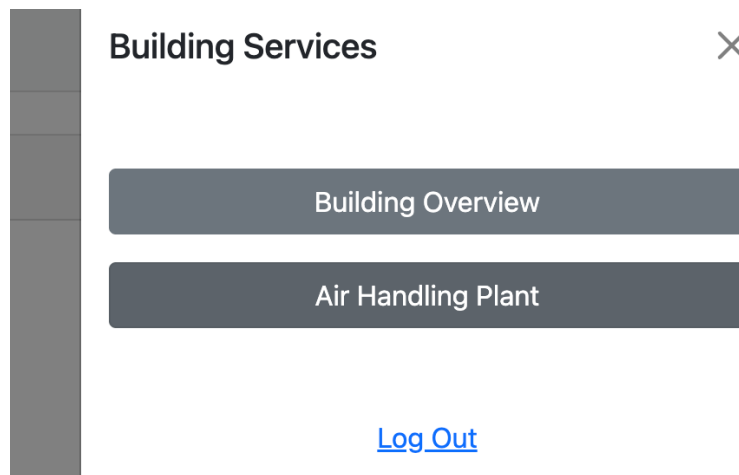 Building Services
Building Overview
Air Handling Plant
Log Out